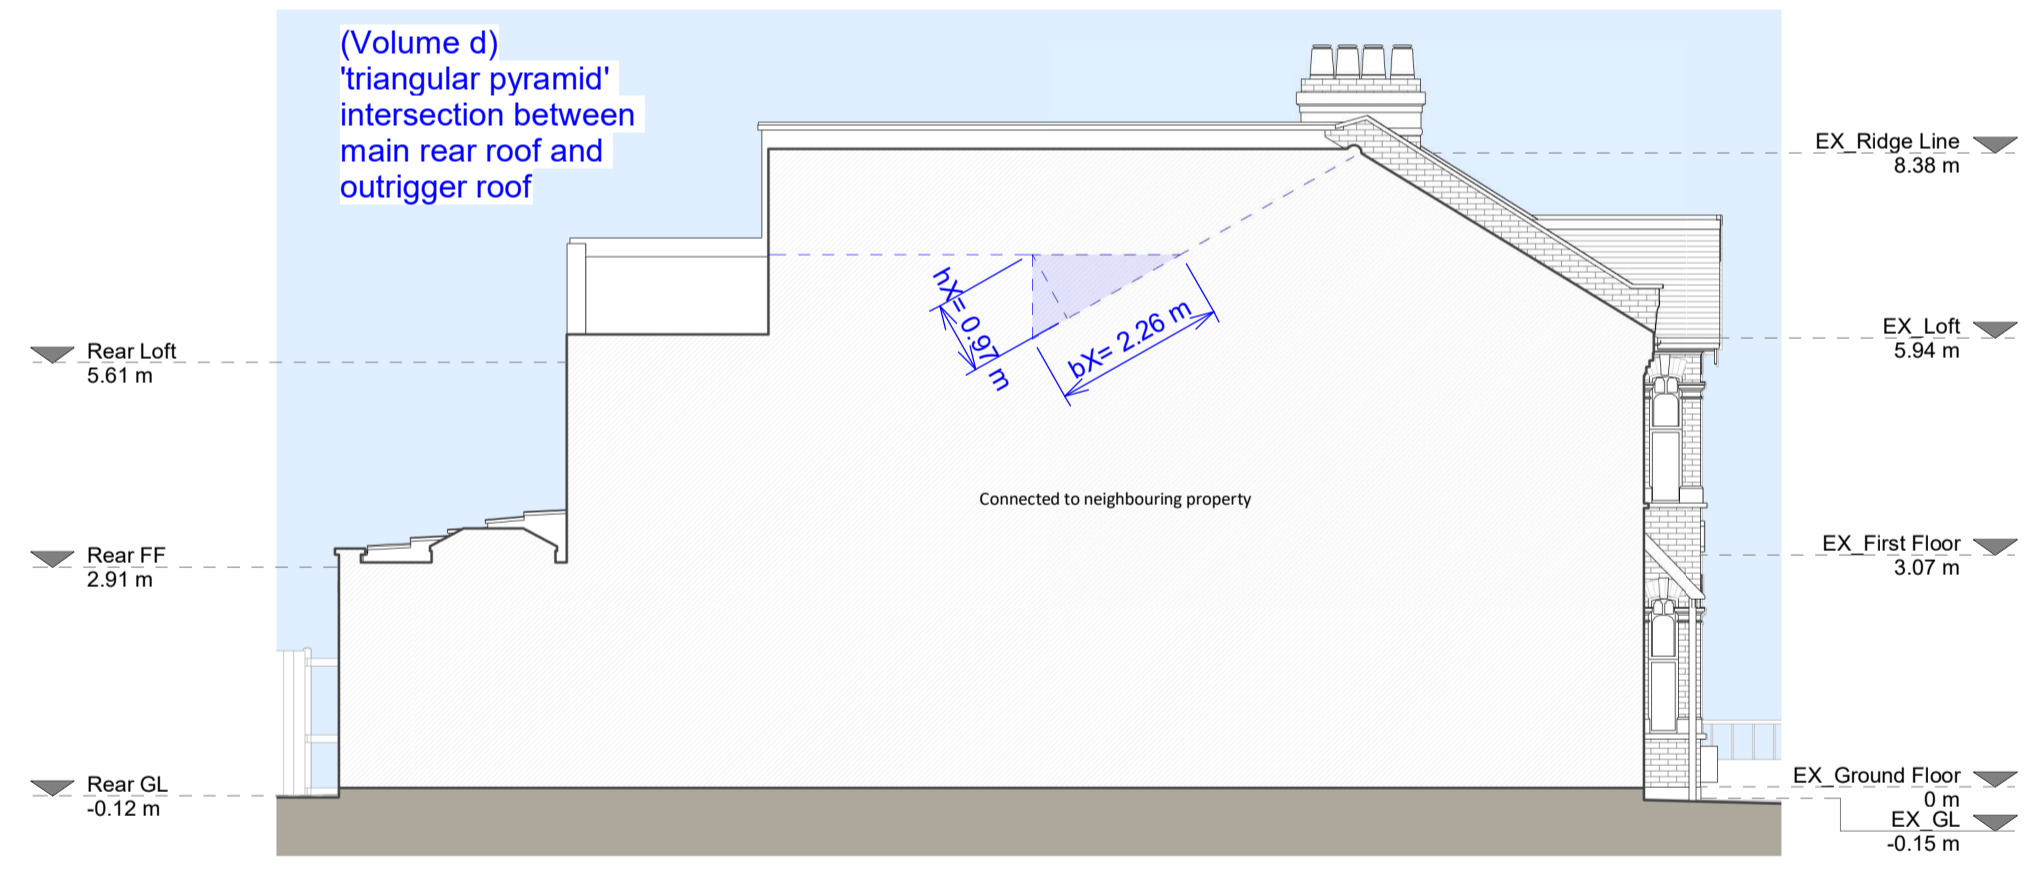 (Volume d)
'triangular pyramid'
intersection between
main rear roof and
outrigger roof
EX_Ridge Line
8.38 m
hX= 0.97 m
bX= 2.26 m
EX_Loft
5.94 m
Rear Loft
5.61 m
Connected to neighbouring property
EX_First Floor
3.07 m
Rear FF
2.91 m
EX_Ground Floor
0 m
Rear GL
-0.12 m
EX_GL
-0.15 m